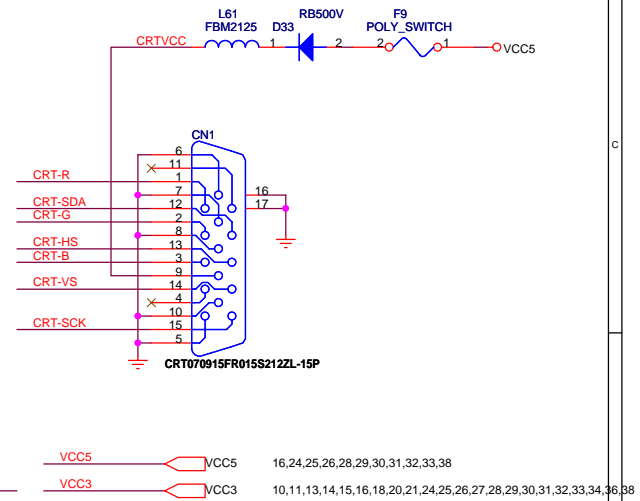 L61 RB500V F9
FBM2125 D33 POLY_SWITCH
CRTVCC 1 2 2 1 VCC5
CN1
C
6
11
CRT-R 1
7 16
CRT-SDA 12 17
CRT-G 2
8
CRT-HS 13
CRT-B 3
9
CRT-VS 14
4
10
CRT-SCK 15
5
CRT070915FR015S212ZL-15P
VCC5 VCC5 16,24,25,26,28,29,30,31,32,33,38
VCC3 VCC3 10,11,13,14,15,16,18,20,21,24,25,26,27,28,29,30,31,32,33,34,36,38